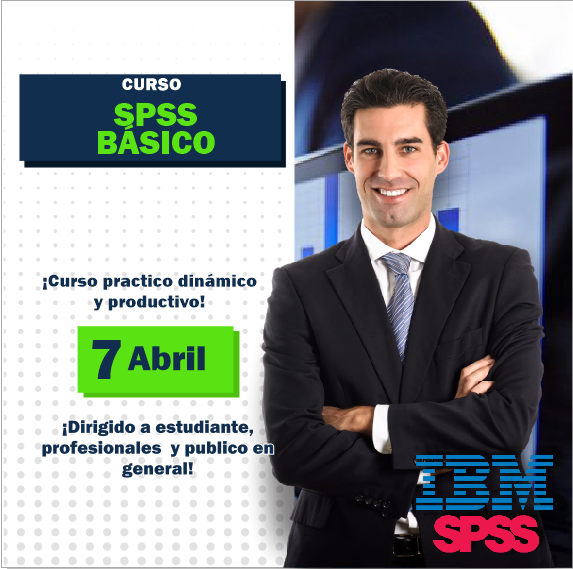 CURSO
SPSS
BÁSICO
¡Curso practico dinámico
y productivo!
7 Abril
¡Dirigido a estudiante,
profesionales y publico en
general!
IBM
SPSS